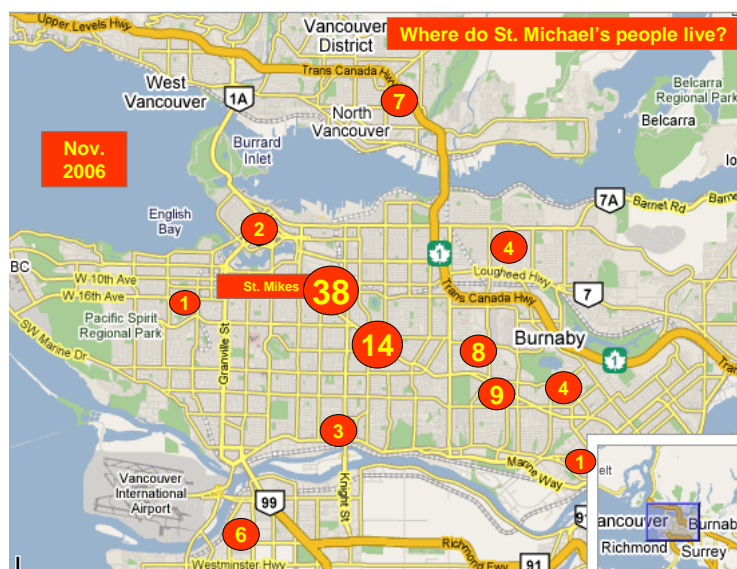 Where do St. Michael's people live?
Nov.
2006
Upper Levels Hwy
Vancouver
District
Trans Canada Hwy
West
Vancouver
1A
7
North
Vancouver
Belcarra
Regional Park
Belcarra
Burrard
Inlet
7A
Barnet Rd
English
Bay
2
4
1
Lougheed Hwy
BC
W 10th Ave
W 16th Ave
St. Mikes
38
1
Trans Canada Hwy
7
Pacific Spirit
Regional Park
SW Marine Dr
Granville St
14
8
Burnaby
1
9
4
3
1
Marine Way
Vancouver
International
Airport
99
Knight St
6
Westminster Hwy
Richmond Fwy
91
elt
ancouver
Burnab
Richmond
Surrey